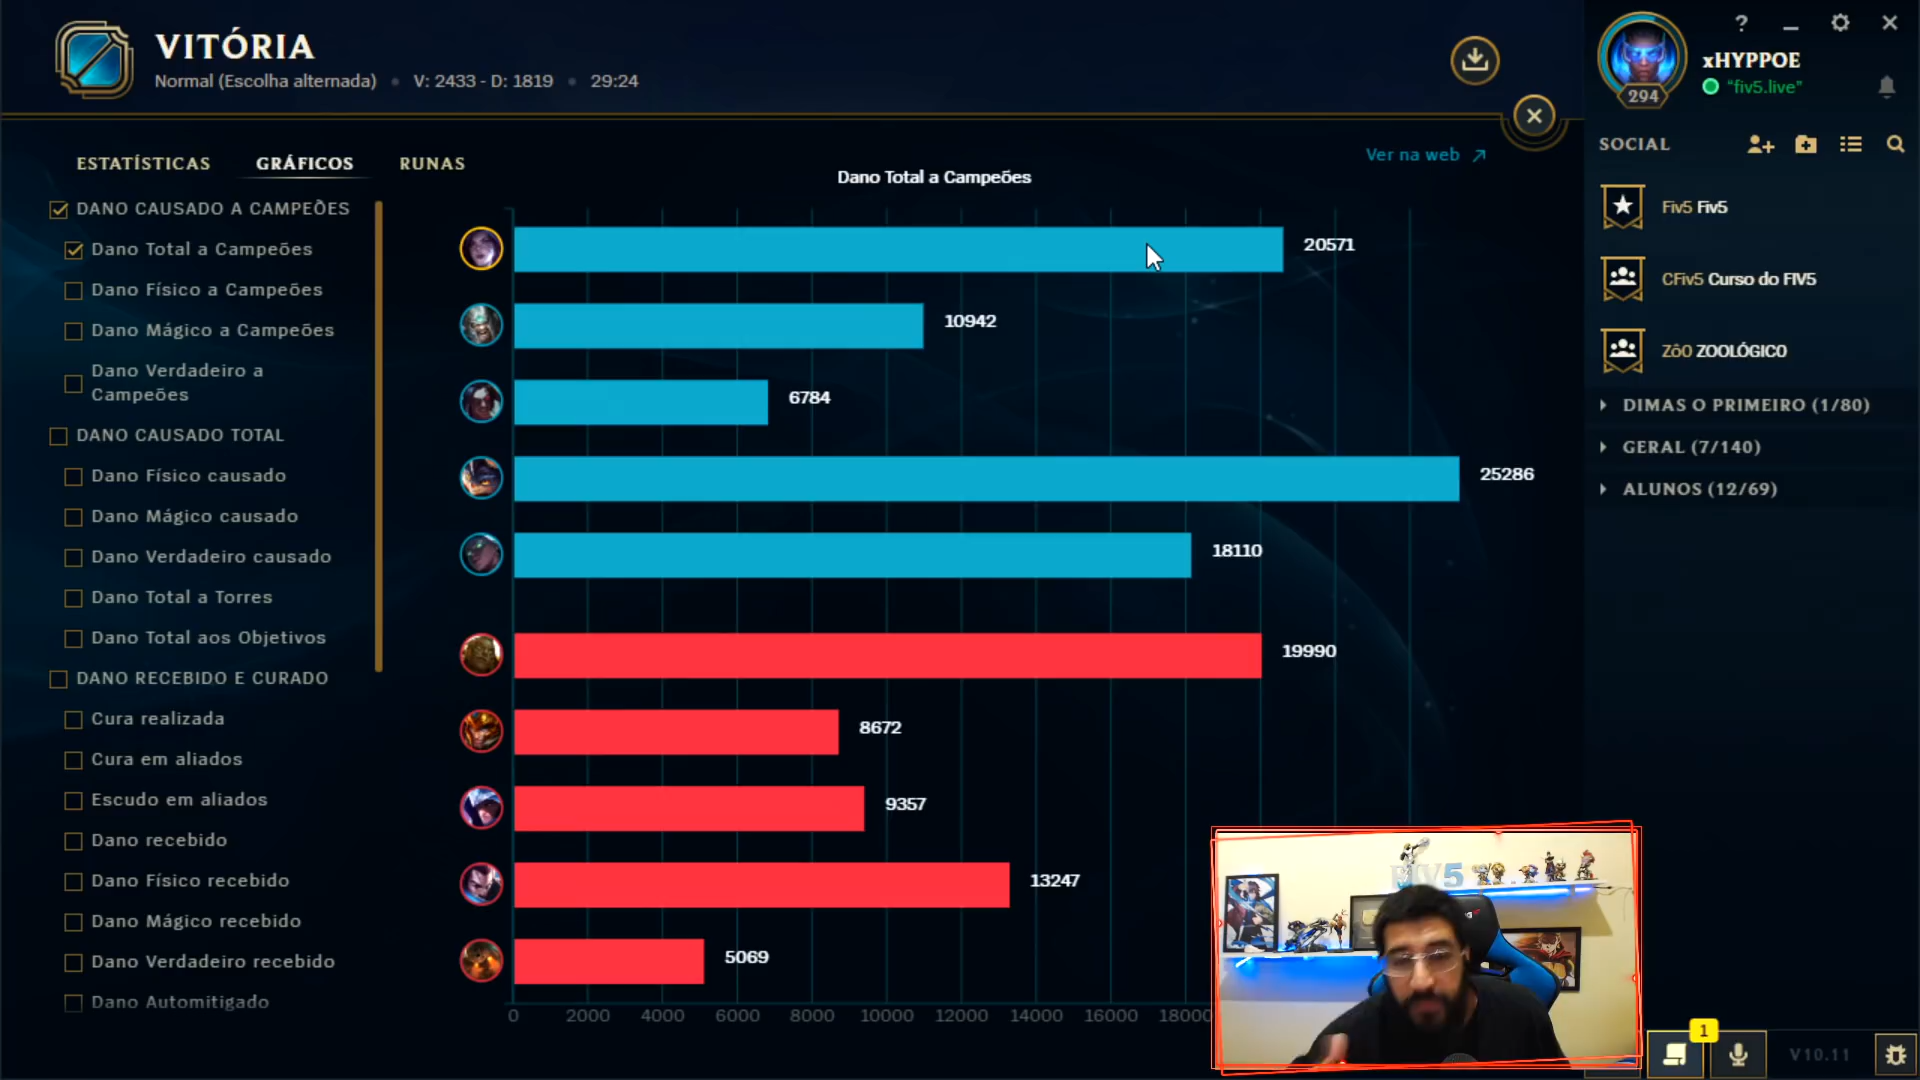 VITÓRIA
Normal (Escolha alternada) • V: 2433 - D: 1819 • 29:24
294
xHYPPOE
"fiv5.live"
ESTATÍSTICAS
GRÁFICOS
RUNAS
Ver na web
Dano Total a Campeões
DANO CAUSADO A CAMPEÕES
Dano Total a Campeões
Dano Físico a Campeões
Dano Mágico a Campeões
Dano Verdadeiro a
Campeões
DANO CAUSADO TOTAL
Dano Físico causado
Dano Mágico causado
Dano Verdadeiro causado
Dano Total a Torres
Dano Total aos Objetivos
DANO RECEBIDO E CURADO
Cura realizada
Cura em aliados
Escudo em aliados
Dano recebido
Dano Físico recebido
Dano Mágico recebido
Dano Verdadeiro recebido
Dano Automitigado
20571
10942
6784
25286
18110
19990
8672
9357
13247
5069
0 2000 4000 6000 8000 10000 12000 14000 16000 18000
SOCIAL
Fiv5 Fiv5
CFiv5 Curso do FIV5
Zô0 ZOOLÓGIC0
DIMAS O PRIMEIRO (1/80)
GERAL (7/140)
ALUNOS (12/69)
FIV5
1
V10.11